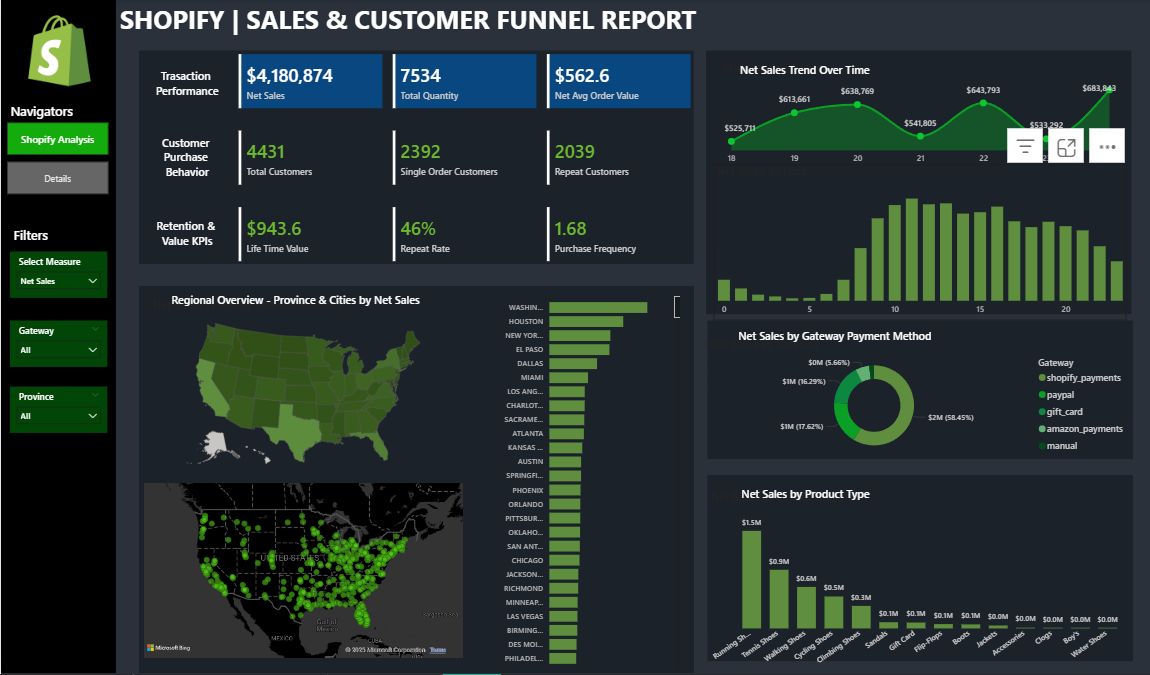 SHOPIFY | SALES & CUSTOMER FUNNEL REPORT
S
Navigators
Shopify Analysis
Details
Filters
Select Measure
Net Sales
Gateway
All
Province
All
Trasaction
Performance
$4,180,874
Net Sales
7534
Total Quantity
$562.6
Net Avg Order Value
Customer
Purchase
Behavior
4431
Total Customers
2392
Single Order Customers
2039
Repeat Customers
Retention &
Value KPIs
$943.6
Life Time Value
46%
Repeat Rate
1.68
Purchase Frequency
Net Sales Trend Over Time
$525,711
$613,661
$638,769
$541,805
$643,793
$533,292
$683,843
18 19 20 21 22
0 5 10 15 20
Regional Overview - Province & Cities by Net Sales
WASHIN...
HOUSTON
NEW YOR...
EL PASO
DALLAS
MIAMI
LOS ANG...
CHARLOT...
SACRAME...
ATLANTA
KANSAS ...
AUSTIN
SPRINGFI...
PHOENIX
ORLANDO
PITTSBUR...
OKLAHO...
SAN ANT...
CHICAGO
JACKSON...
RICHMOND
MINNEAP...
LAS VEGAS
BIRMING...
DES MOI...
PHILADEL...
UNITED STATES
Gulf of
Mexico
MEXICO
CUBA
Microsoft Bing
© 2025 Microsoft Corporation Terms
Net Sales by Gateway Payment Method
$0M (5.66%)
$1M (16.29%)
$1M (17.62%)
$2M (58.45%)
Gateway
shopify_payments
paypal
gift_card
amazon_payments
manual
Net Sales by Product Type
$1.5M
$0.9M
$0.6M
$0.5M
$0.3M
$0.1M
$0.1M
$0.1M
$0.1M
$0.0M
$0.0M
$0.0M
$0.0M
$0.0M
Running Sh...
Tennis Shoes
Walking Shoes
Cycling Shoes
Climbing Shoes
Sandals
Gift Card
Flip-Flops
Boots
Jackets
Accessories
Clogs
Boy's
Water Shoes